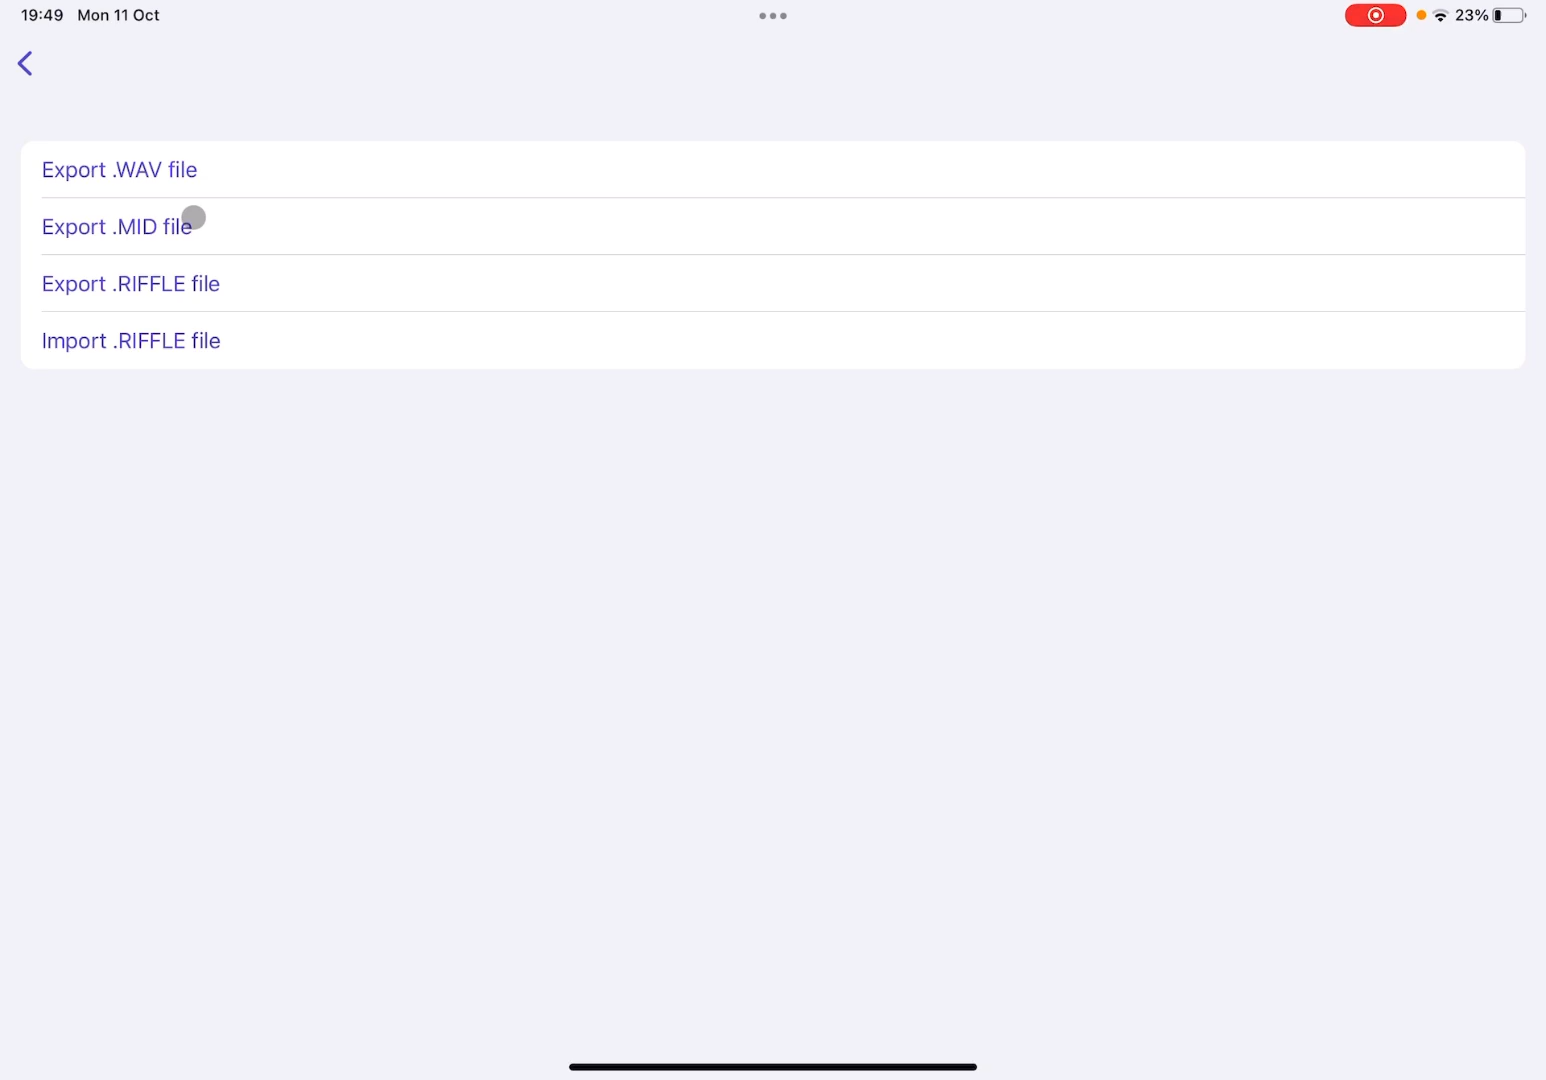 19:49 Mon 11 Oct
23%
Export .WAV file
Export .MID file
Export .RIFFLE file
Import .RIFFLE file